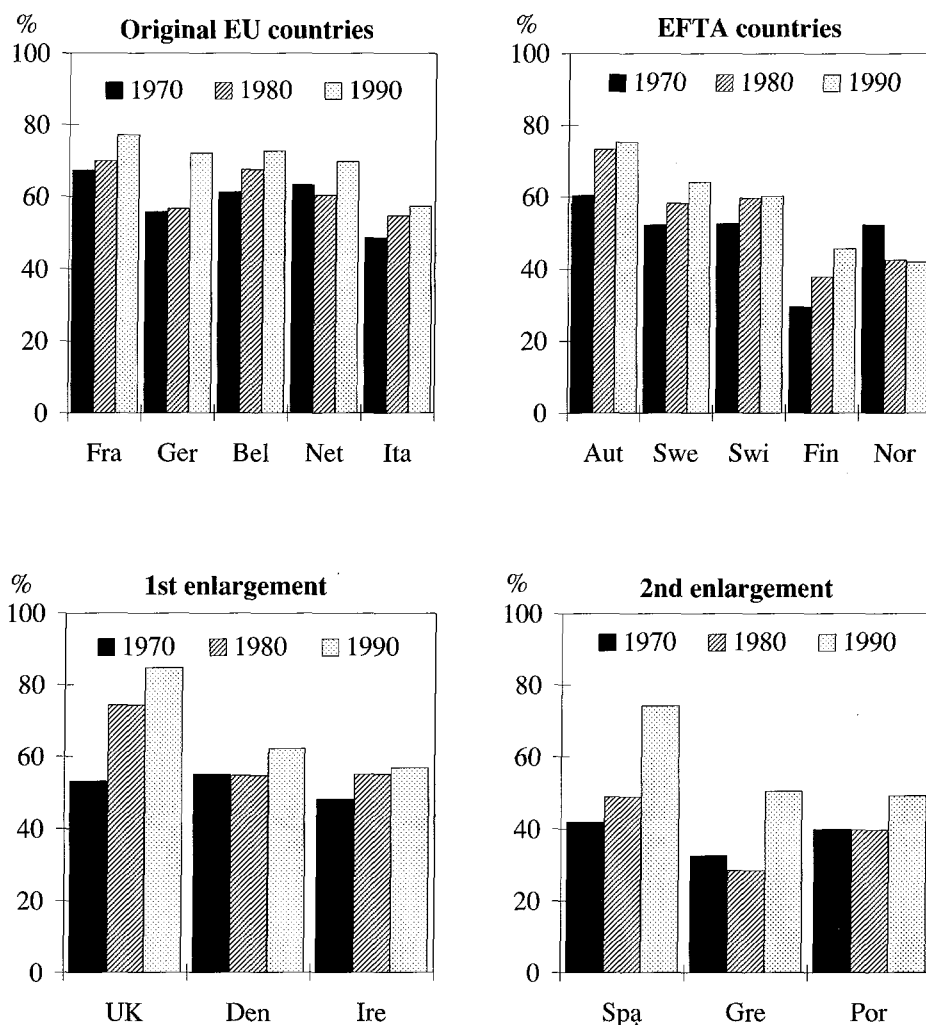 % Original EU countries
100
1970 1980 1990
80
60
40
20
0
Fra Ger Bel Net Ita
% EFTA countries
100
1970 1980 1990
80
60
40
20
0
Aut Swe Swi Fin Nor
% 1st enlargement
100
1970 1980 1990
80
60
40
20
0
UK Den Ire
% 2nd enlargement
100
1970 1980 1990
80
60
40
20
0
Spa Gre Por